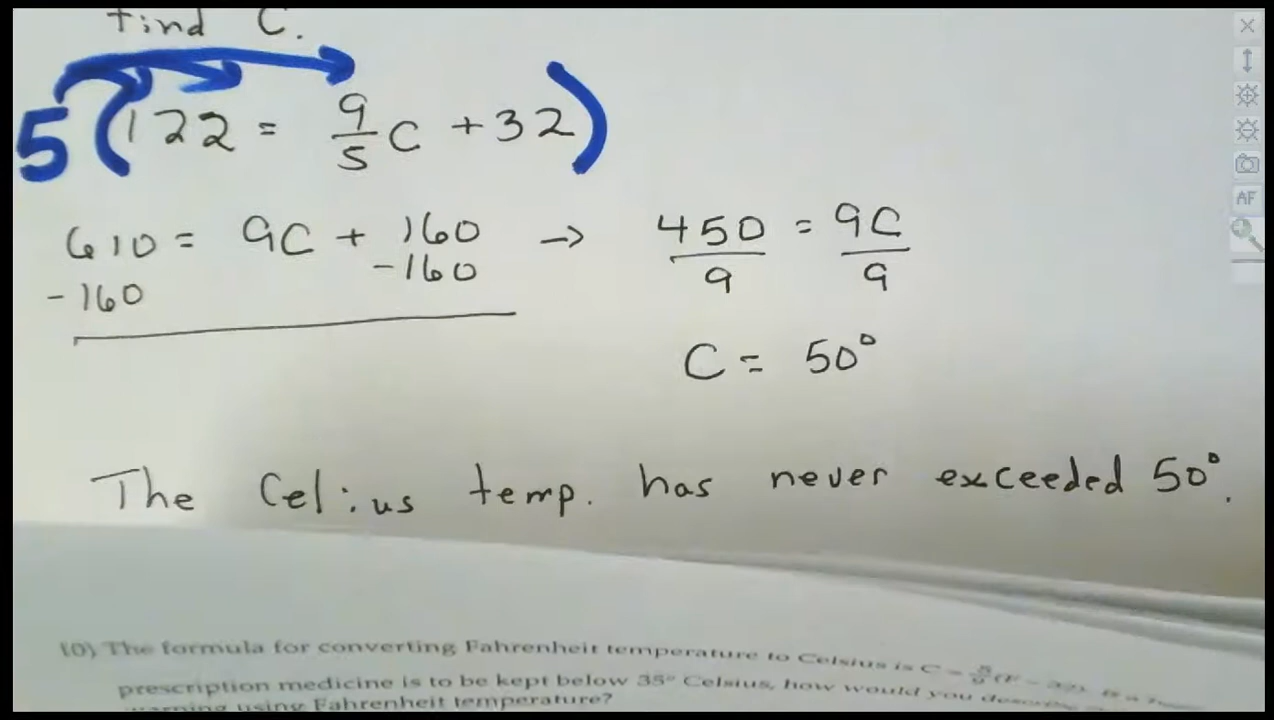 Find C.
5(122 = 9/5 C + 32)
610 = 9C + 160 → 450/9 = 9C/9
-160 -160
C = 50°
The Celius temp. has never exceeded 50°.
10) The formula for converting Fahrenheit temperature to Celsius is C =
prescription medicine is to be kept below 35° Celsius, how would you
warning using Fahrenheit temperature?
AF